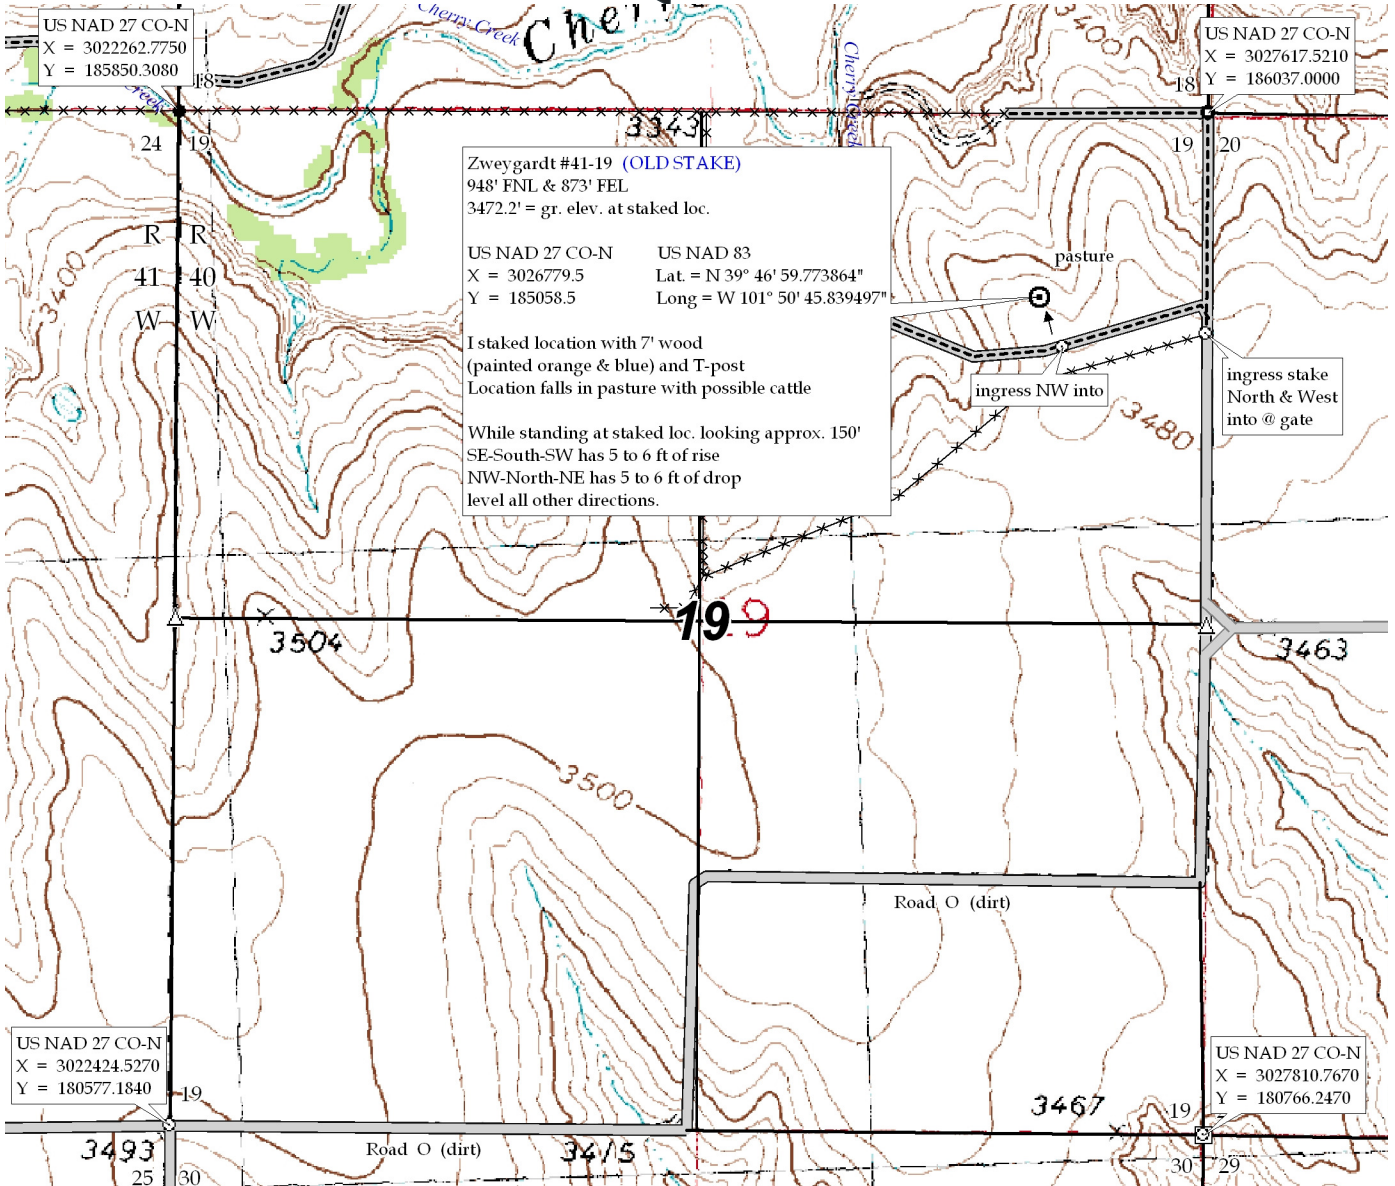 US NAD 27 CO-N
X = 3022262.7750
Y = 185850.3080
Cherry Creek
Cherry Creek
Creek
US NAD 27 CO-N
X = 3027617.5210
Y = 186037.0000
3400
18
18
24 19
19 20
3343
Zweygardt #41-19 (OLD STAKE)
948' FNL & 873' FEL
3472.2' = gr. elev. at staked loc.
US NAD 27 CO-N US NAD 83
X = 3026779.5 Lat. = N 39° 46' 59.773864"
Y = 185058.5 Long = W 101° 50' 45.839497"
I staked location with 7' wood
(painted orange & blue) and T-post
Location falls in pasture with possible cattle
While standing at staked loc. looking approx. 150'
SE-South-SW has 5 to 6 ft of rise
NW-North-NE has 5 to 6 ft of drop
level all other directions.
R R
41 40
W W
3400
pasture
ingress NW into
ingress stake
North & West
into @ gate
3480
19
3504
3463
3500
Road O (dirt)
US NAD 27 CO-N
X = 3022424.5270
Y = 180577.1840
US NAD 27 CO-N
X = 3027810.7670
Y = 180766.2470
19
3467
19
3493
Road O (dirt)
3475
25 30
30 29